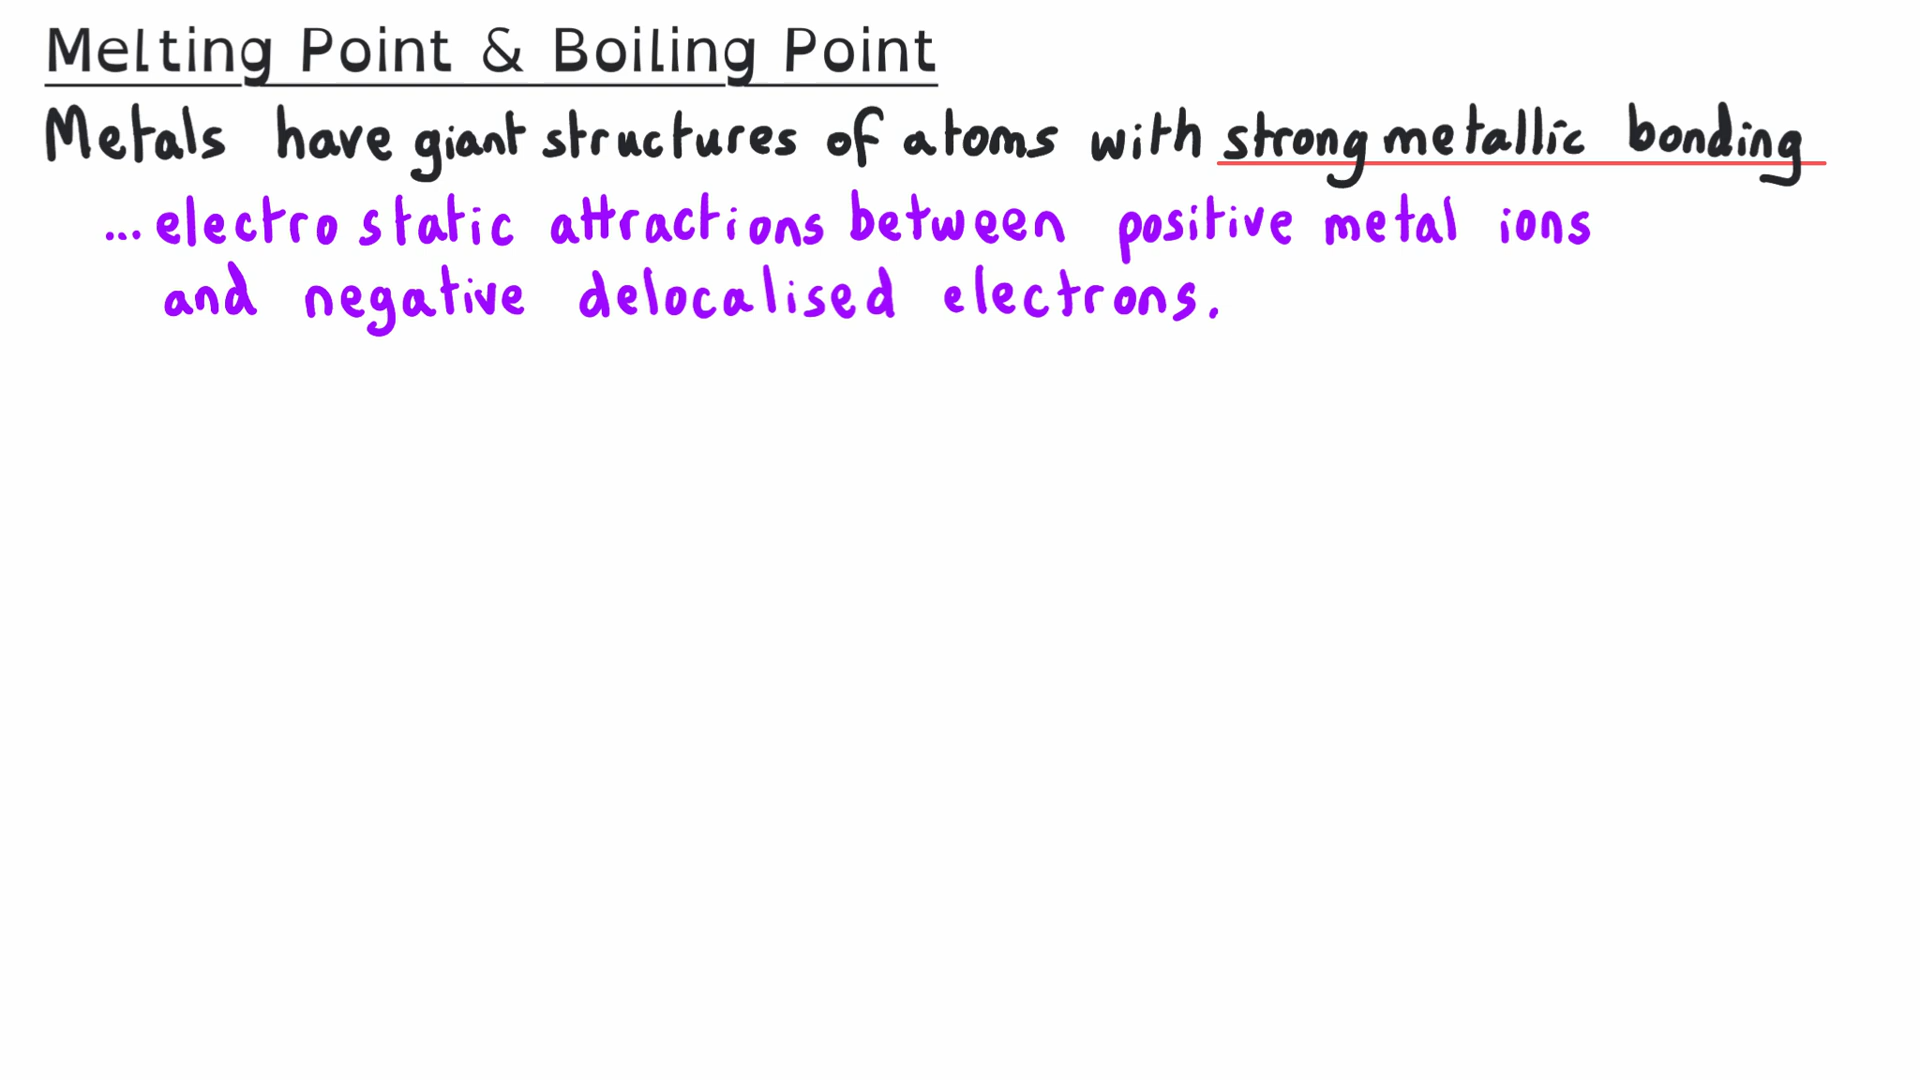 Melting Point & Boiling Point
Metals have giant structures of atoms with strong metallic bonding
...electrostatic attractions between positive metal ions
and negative delocalised electrons.